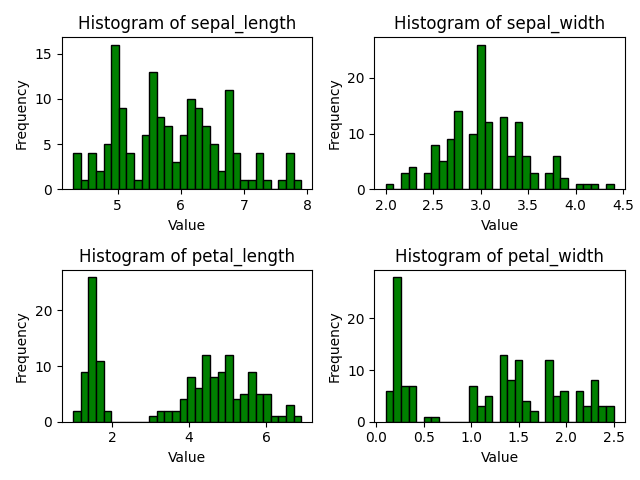 Histogram of sepal_length
Frequency
15
10
5
0
5 6 7 8
Value
Histogram of sepal_width
Frequency
20
10
0
2.0 2.5 3.0 3.5 4.0 4.5
Value
Histogram of petal_length
Frequency
20
10
0
2 4 6
Value
Histogram of petal_width
Frequency
20
10
0
0.0 0.5 1.0 1.5 2.0 2.5
Value